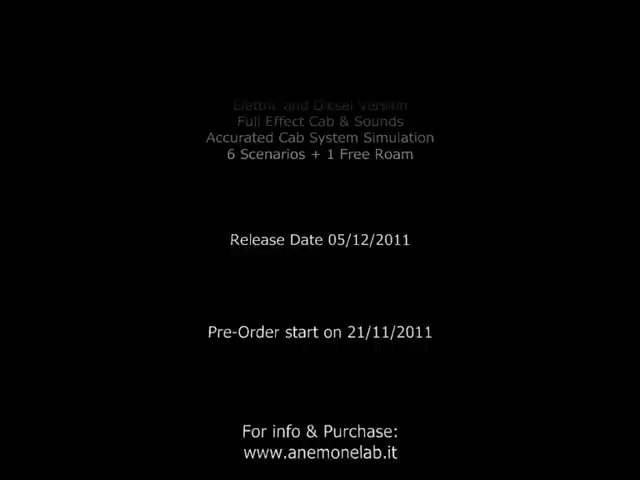 Elettric and Diesel Version
Full Effect Cab & Sounds
Accurated Cab System Simulation
6 Scenarios + 1 Free Roam
Release Date 05/12/2011
Pre-Order start on 21/11/2011
For info & Purchase:
www.anemonelab.it